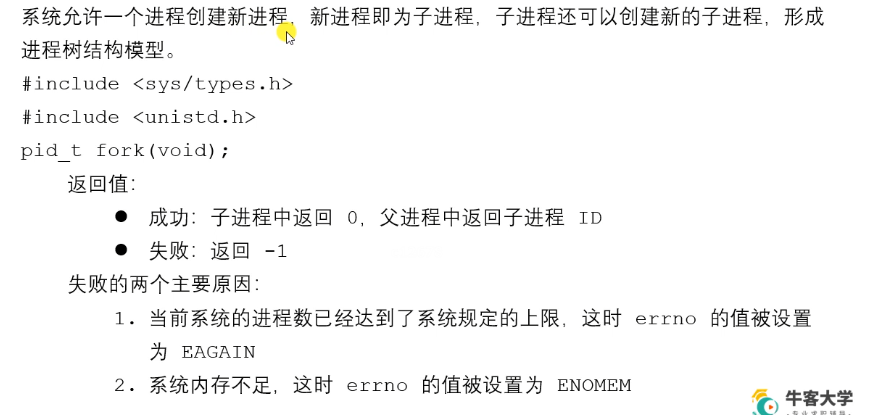 系统允许一个进程创建新进程，新进程即为子进程，子进程还可以创建新的子进程，形成
进程树结构模型。
#include <sys/types.h>
#include <unistd.h>
pid_t fork(void);
返回值：
● 成功：子进程中返回 0，父进程中返回子进程 ID
● 失败：返回 -1
失败的两个主要原因：
1. 当前系统的进程数已经达到了系统规定的上限，这时 errno 的值被设置
为 EAGAIN
2. 系统内存不足，这时 errno 的值被设置为 ENOMEM
牛客大学